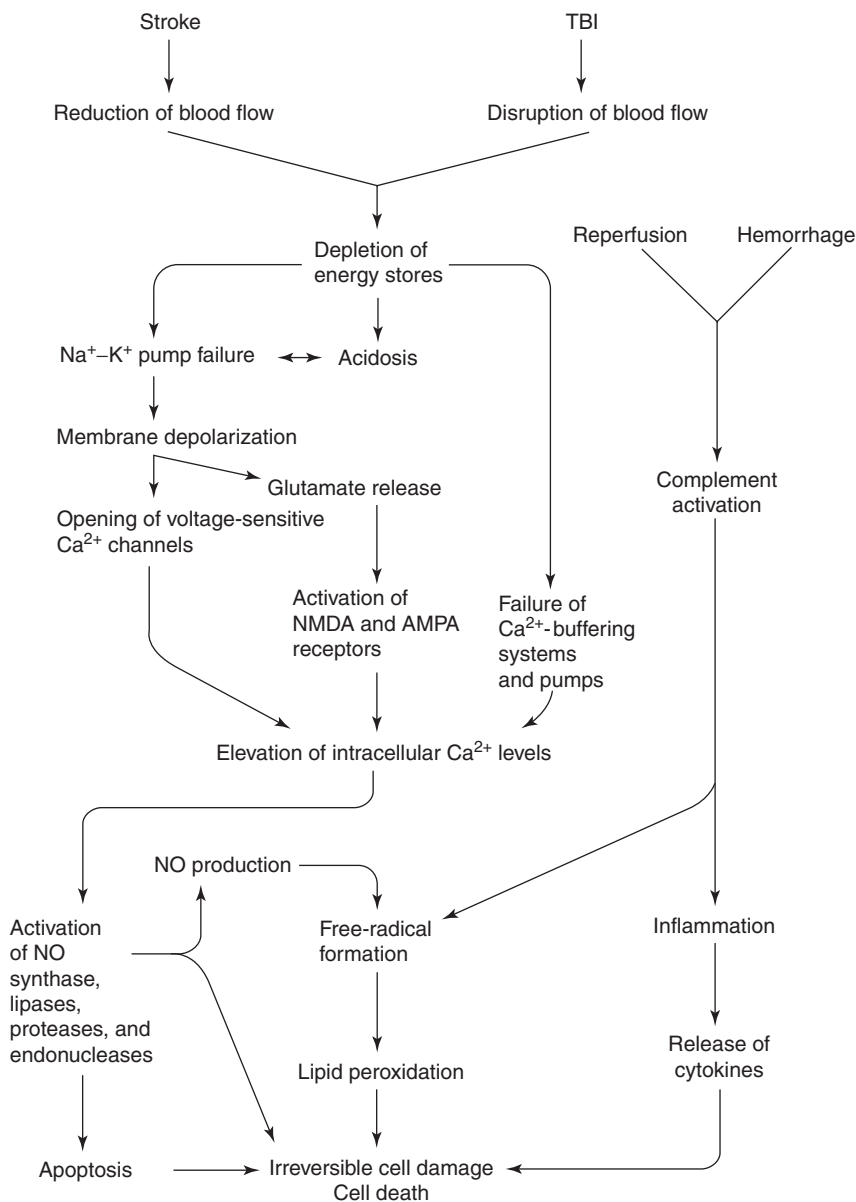 Stroke
TBI
Reduction of blood flow
Disruption of blood flow
Depletion of
energy stores
Reperfusion
Hemorrhage
Na⁺–K⁺ pump failure
Acidosis
Membrane depolarization
Glutamate release
Complement
activation
Opening of voltage-sensitive
Ca²⁺ channels
Activation of
NMDA and AMPA
receptors
Failure of
Ca²⁺-buffering
systems
and pumps
Elevation of intracellular Ca²⁺ levels
NO production
Activation
of NO
synthase,
lipases,
proteases, and
endonucleases
Free-radical
formation
Inflammation
Lipid peroxidation
Release of
cytokines
Apoptosis
Irreversible cell damage
Cell death